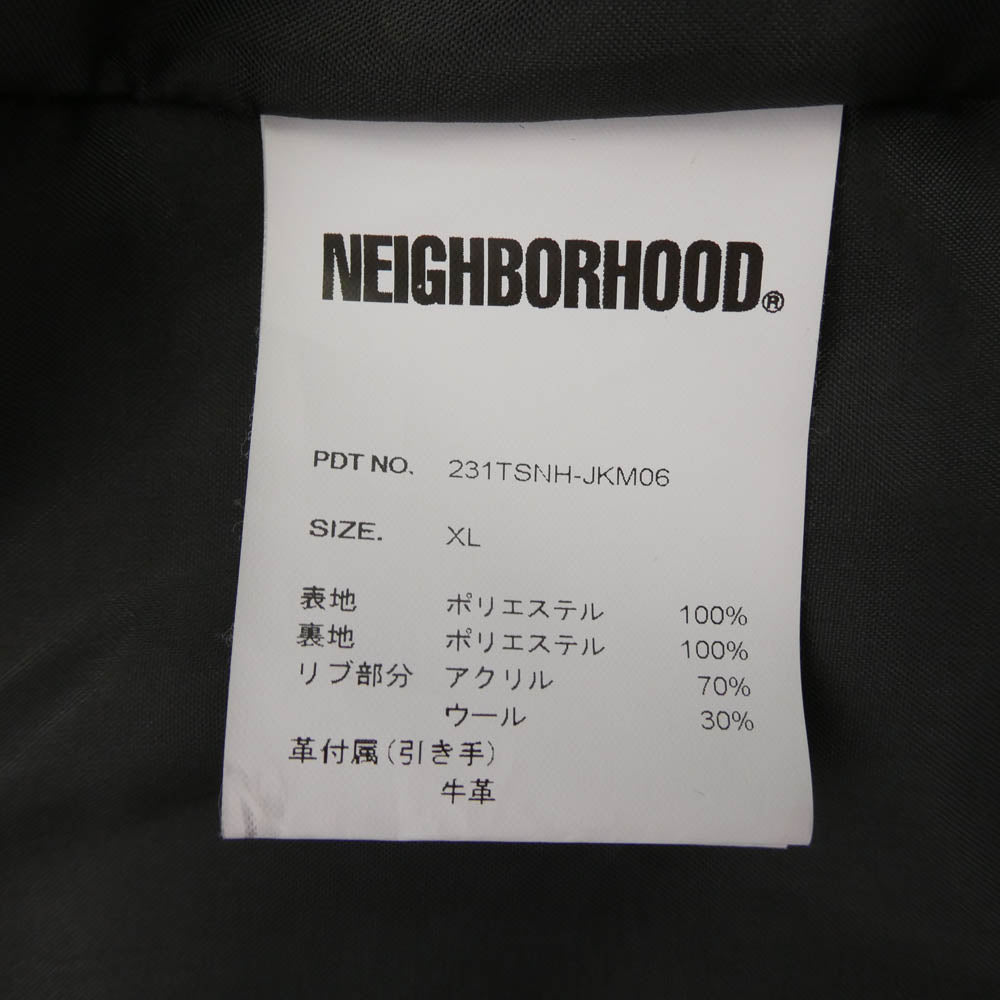 NEIGHBORHOOD®
PDT NO. 231TSNH-JKM06
SIZE. XL
表地 ポリエステル 100%
裏地 ポリエステル 100%
リブ部分 アクリル 70%
ウール 30%
革付属(引き手)
牛革